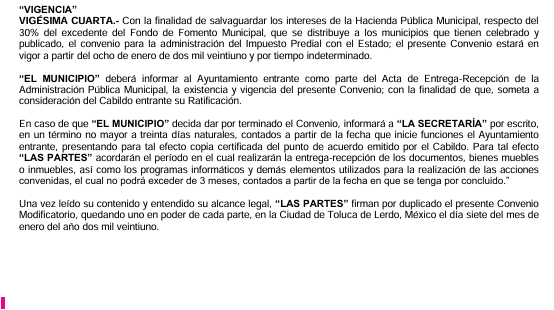 “VIGENCIA”
VIGÉSIMA CUARTA.- Con la finalidad de salvaguardar los intereses de la Hacienda Pública Municipal, respecto del
30% del excedente del Fondo de Fomento Municipal, que se distribuye a los municipios que tienen celebrado y
publicado, el convenio para la administración del Impuesto Predial con el Estado; el presente Convenio estará en
vigor a partir del ocho de enero de dos mil veintiuno y por tiempo indeterminado.
“EL MUNICIPIO” deberá informar al Ayuntamiento entrante como parte del Acta de Entrega-Recepción de la
Administración Pública Municipal, la existencia y vigencia del presente Convenio; con la finalidad de que, someta a
consideración del Cabildo entrante su Ratificación.
En caso de que “EL MUNICIPIO” decida dar por terminado el Convenio, informará a “LA SECRETARÍA” por escrito,
en un término no mayor a treinta días naturales, contados a partir de la fecha que inicie funciones el Ayuntamiento
entrante, presentando para tal efecto copia certificada del punto de acuerdo emitido por el Cabildo. Para tal efecto
“LAS PARTES” acordarán el período en el cual realizarán la entrega-recepción de los documentos, bienes muebles
o inmuebles, así como los programas informáticos y demás elementos utilizados para la realización de las acciones
convenidas, el cual no podrá exceder de 3 meses, contados a partir de la fecha en que se tenga por concluido.”
Una vez leído su contenido y entendido su alcance legal, “LAS PARTES” firman por duplicado el presente Convenio
Modificatorio, quedando uno en poder de cada parte, en la Ciudad de Toluca de Lerdo, México el día siete del mes de
enero del año dos mil veintiuno.